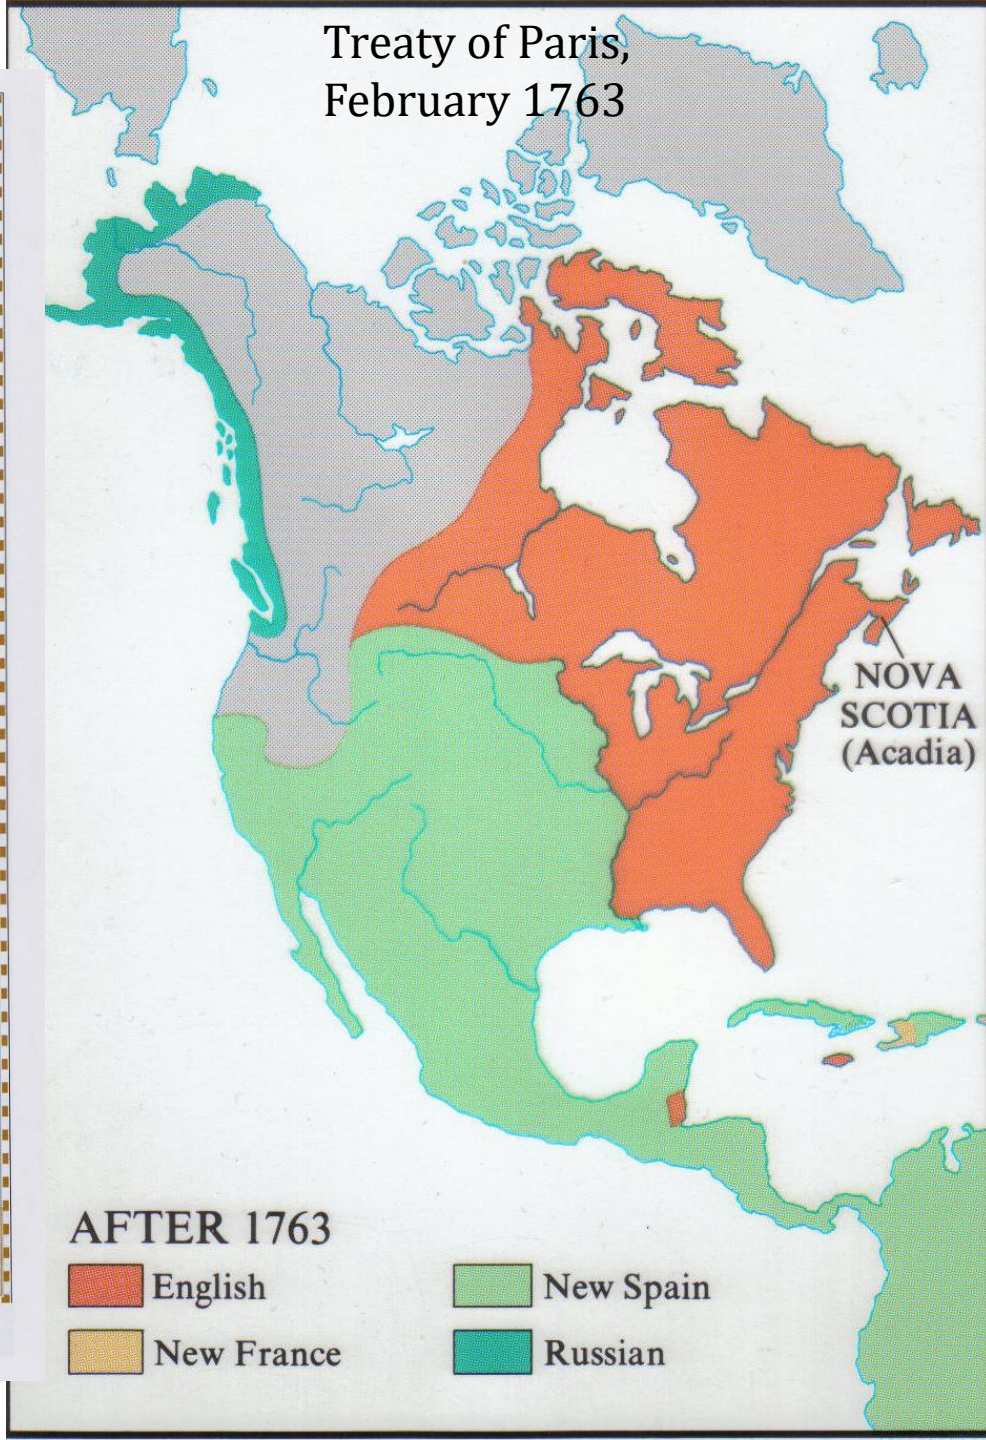 Treaty of Paris,
February 1763
NOVA
SCOTIA
(Acadia)
AFTER 1763
English
New Spain
New France
Russian